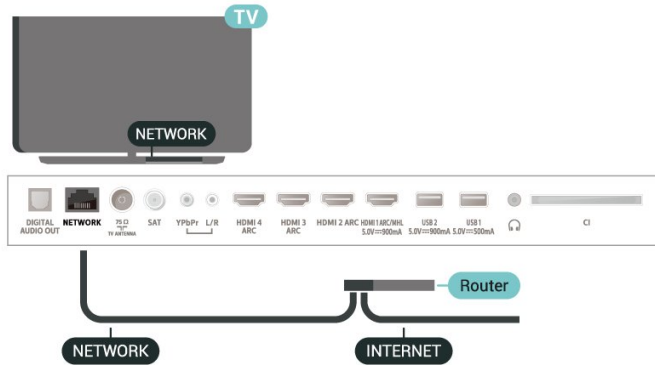 TV
NETWORK
DIGITAL
AUDIO OUT
NETWORK
75 Ω
TV ANTENNA
SAT
YPbPr
L/R
HDMI 4
ARC
HDMI 3
ARC
HDMI 2 ARC
HDMI 1 ARC/MHL
5.0V⎓900mA
USB 2
5.0V⎓900mA
USB 1
5.0V⎓500mA
CI
Router
NETWORK
INTERNET